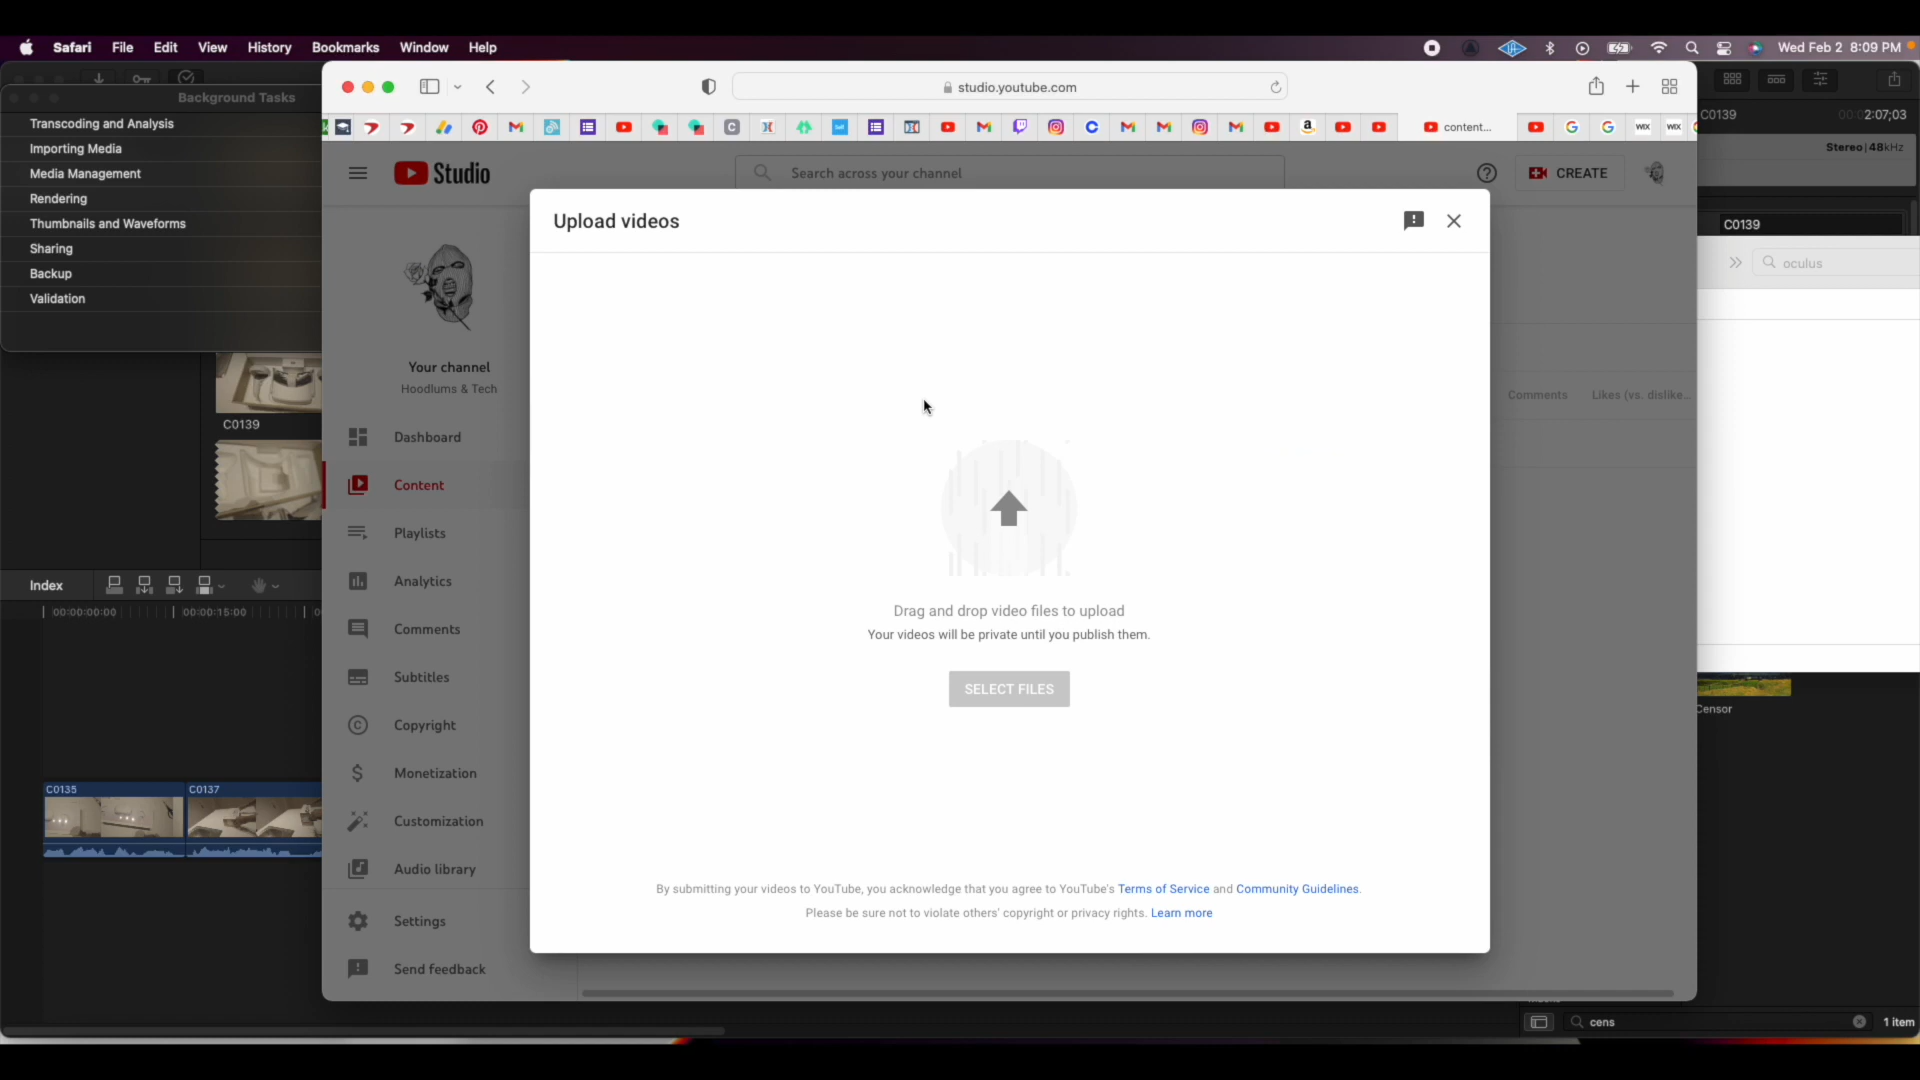 Safari File Edit View History Bookmarks Window Help
Wed Feb 2 8:09 PM
studio.youtube.com
content...
Background Tasks
Transcoding and Analysis
Importing Media
Media Management
Rendering
Thumbnails and Waveforms
Sharing
Backup
Validation
C0139
Index
00:00:00:00
00:00:15:00
C0135
C0137
Studio
Search across your channel
CREATE
Your channel
Hoodlums & Tech
Dashboard
Content
Playlists
Analytics
Comments
Subtitles
Copyright
Monetization
Customization
Audio library
Settings
Send feedback
Upload videos
Drag and drop video files to upload
Your videos will be private until you publish them.
SELECT FILES
By submitting your videos to YouTube, you acknowledge that you agree to YouTube's Terms of Service and Community Guidelines.
Please be sure not to violate others' copyright or privacy rights. Learn more
Comments
Likes (vs. dislike...
C0139
00:02:07;03
Stereo | 48kHz
C0139
oculus
Censor
cens
1 item